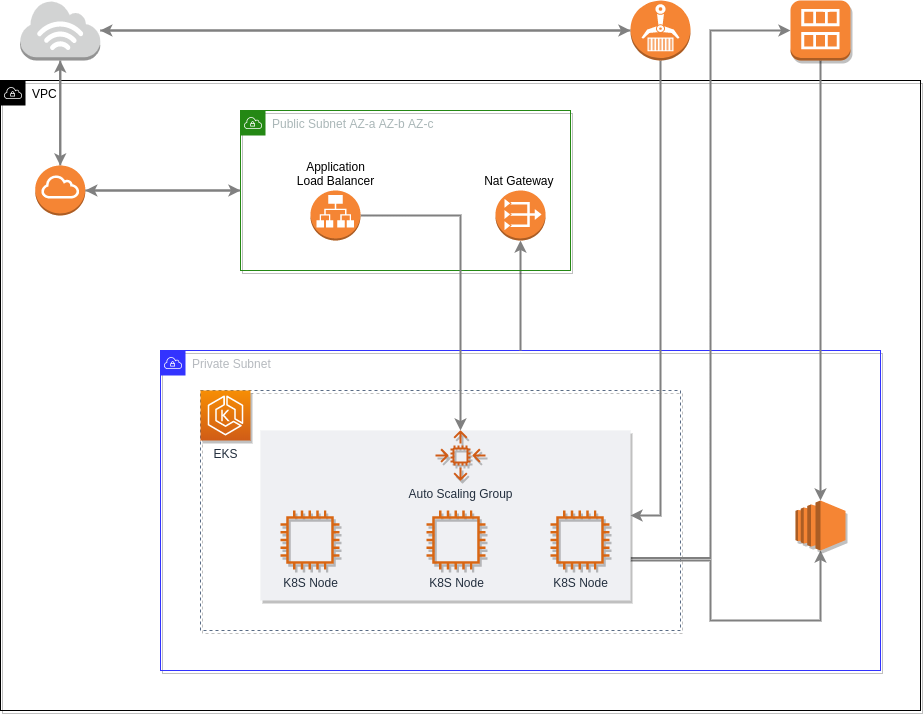 VPC
Public Subnet AZ-a AZ-b AZ-c
Application
Load Balancer
Nat Gateway
Private Subnet
K
EKS
Auto Scaling Group
K8S Node
K8S Node
K8S Node